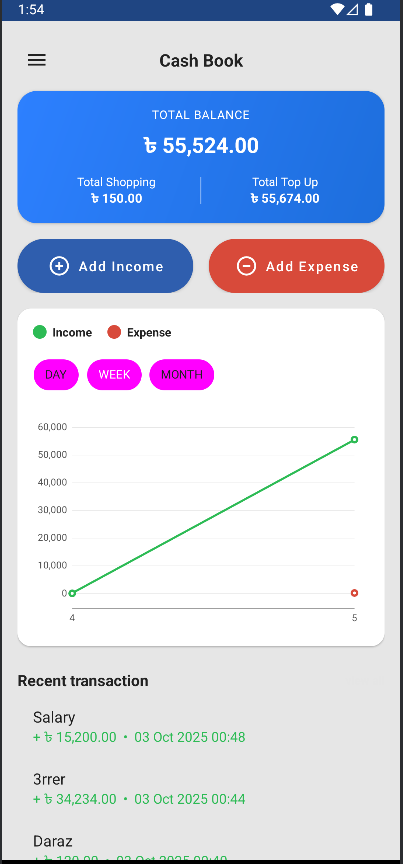 1:54
Cash Book
TOTAL BALANCE
৳ 55,524.00
Total Shopping
৳ 150.00
Total Top Up
৳ 55,674.00
Add Income
Add Expense
Income
Expense
DAY
WEEK
MONTH
60,000
50,000
40,000
30,000
20,000
10,000
0
4
5
Recent transaction
Salary
+ ৳ 15,200.00 • 03 Oct 2025 00:48
3rrer
+ ৳ 34,234.00 • 03 Oct 2025 00:44
Daraz